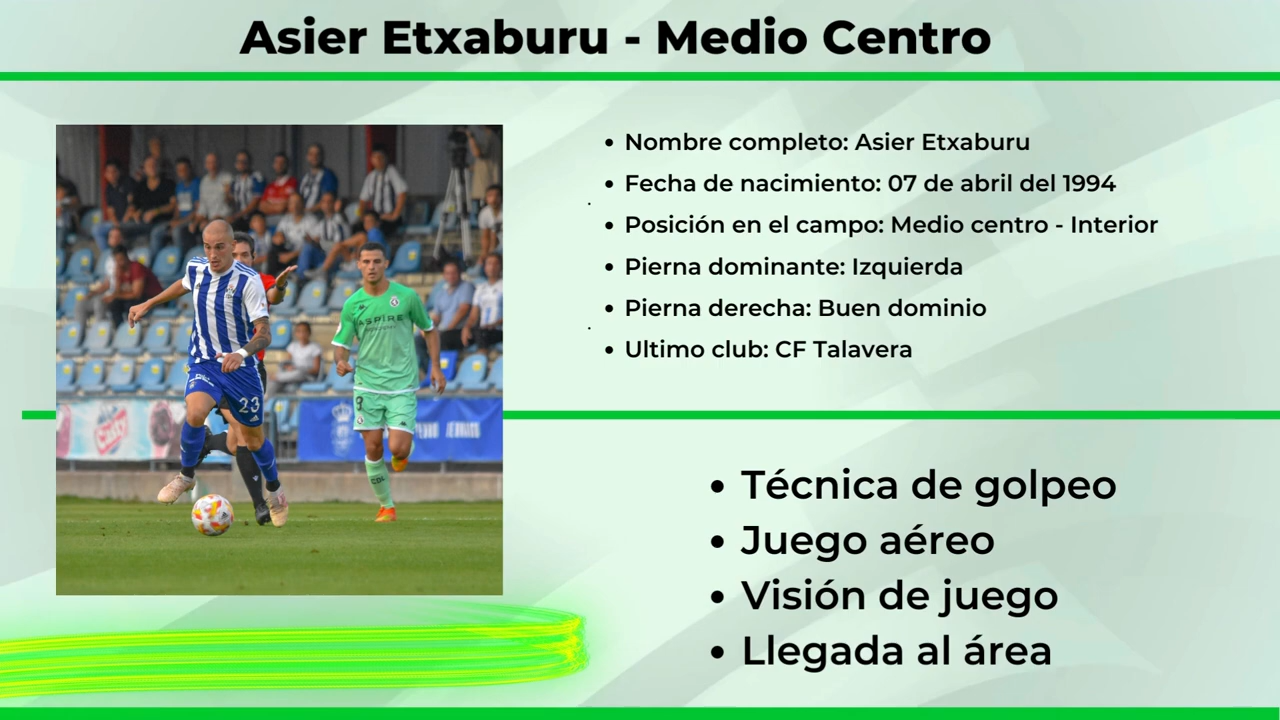 Asier Etxaburu - Medio Centro
Nombre completo: Asier Etxaburu
Fecha de nacimiento: 07 de abril del 1994
Posición en el campo: Medio centro - Interior
Pierna dominante: Izquierda
Pierna derecha: Buen dominio
Ultimo club: CF Talavera
ASPIRE
23
Técnica de golpeo
Juego aéreo
Visión de juego
Llegada al área